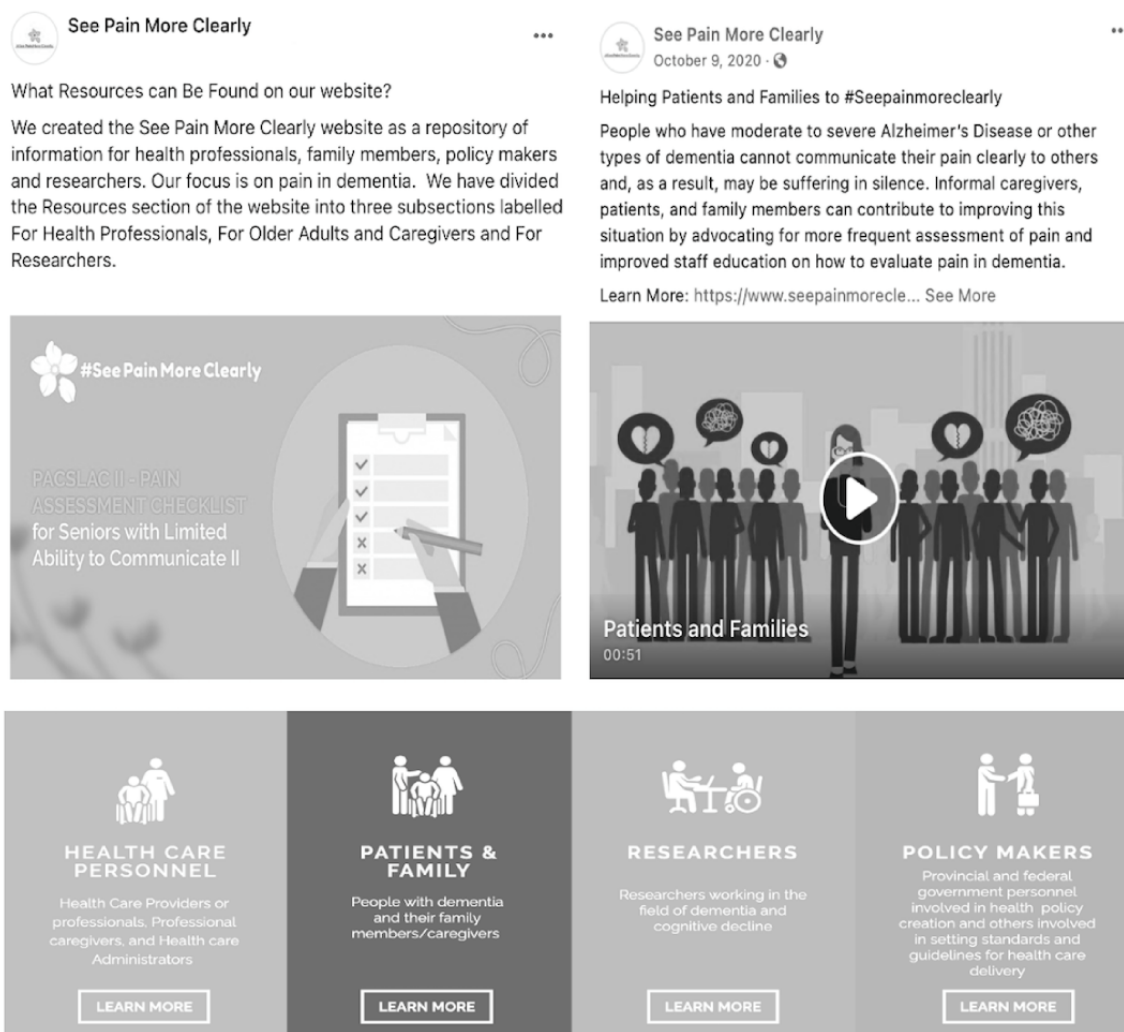 See Pain More Clearly
What Resources can Be Found on our website?
We created the See Pain More Clearly website as a repository of
information for health professionals, family members, policy makers
and researchers. Our focus is on pain in dementia.  We have divided
the Resources section of the website into three subsections labelled
For Health Professionals, For Older Adults and Caregivers and For
Researchers.
#See Pain More Clearly
PACSLAC II - PAIN
ASSESSMENT CHECKLIST
for Seniors with Limited
Ability to Communicate II
See Pain More Clearly
October 9, 2020 ·
Helping Patients and Families to #Seepainmoreclearly
People who have moderate to severe Alzheimer's Disease or other
types of dementia cannot communicate their pain clearly to others
and, as a result, may be suffering in silence. Informal caregivers,
patients, and family members can contribute to improving this
situation by advocating for more frequent assessment of pain and
improved staff education on how to evaluate pain in dementia.
Learn More: https://www.seepainmorecle... See More
Patients and Families
00:51
HEALTH CARE
PERSONNEL
Health Care Providers or
professionals, Professional
caregivers, and Health care
Administrators
LEARN MORE
PATIENTS &
FAMILY
People with dementia
and their family
members/caregivers
LEARN MORE
RESEARCHERS
Researchers working in the
field of dementia and
cognitive decline
LEARN MORE
POLICY MAKERS
Provincial and federal
government personnel
involved in health policy
creation and others involved
in setting standards and
guidelines for health care
delivery
LEARN MORE